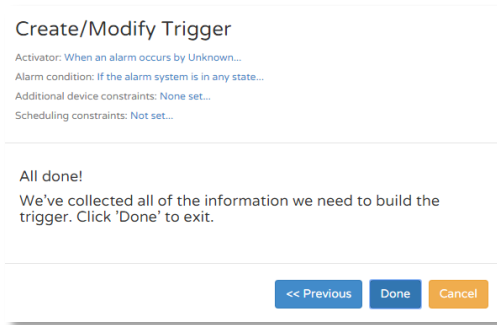 Create/Modify Trigger
Activator: When an alarm occurs by Unknown...
Alarm condition: If the alarm system is in any state...
Additional device constraints: None set...
Scheduling constraints: Not set...
All done!
We've collected all of the information we need to build the
trigger. Click 'Done' to exit.
<< Previous Done Cancel